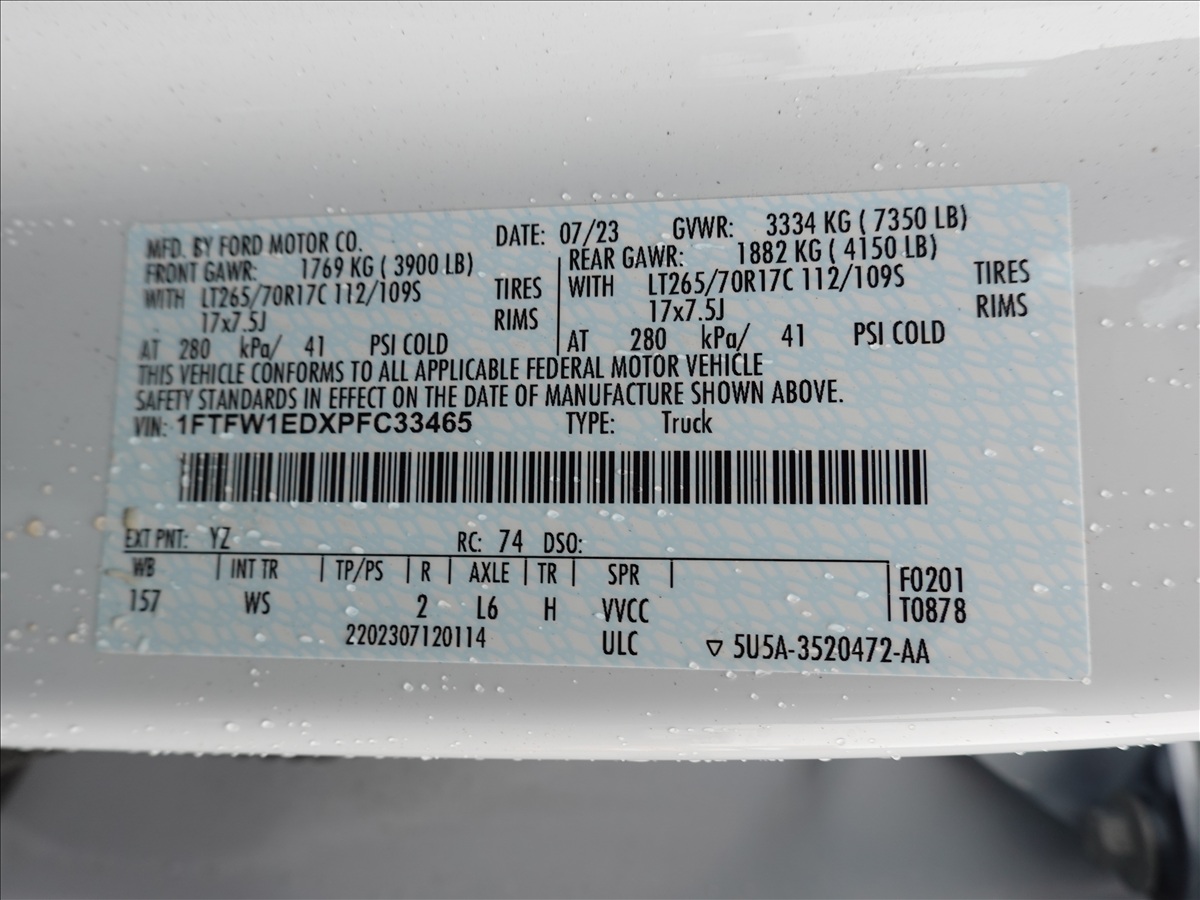 MFD. BY FORD MOTOR CO. DATE: 07/23 GVWR: 3334 KG ( 7350 LB)
FRONT GAWR: 1769 KG ( 3900 LB) REAR GAWR: 1882 KG ( 4150 LB)
WITH LT265/70R17C 112/109S TIRES WITH LT265/70R17C 112/109S TIRES
17x7.5J RIMS 17x7.5J RIMS
AT 280 kPa/ 41 PSI COLD AT 280 kPa/ 41 PSI COLD
THIS VEHICLE CONFORMS TO ALL APPLICABLE FEDERAL MOTOR VEHICLE
SAFETY STANDARDS IN EFFECT ON THE DATE OF MANUFACTURE SHOWN ABOVE.
VIN: 1FTFW1EDXPFC33465 TYPE: Truck
EXT PNT: YZ RC: 74 DSO:
WB INT TR TP/PS R AXLE TR SPR F0201
157 WS 2 L6 H VVCC T0878
2202307120114 ULC ▽ 5U5A-3520472-AA